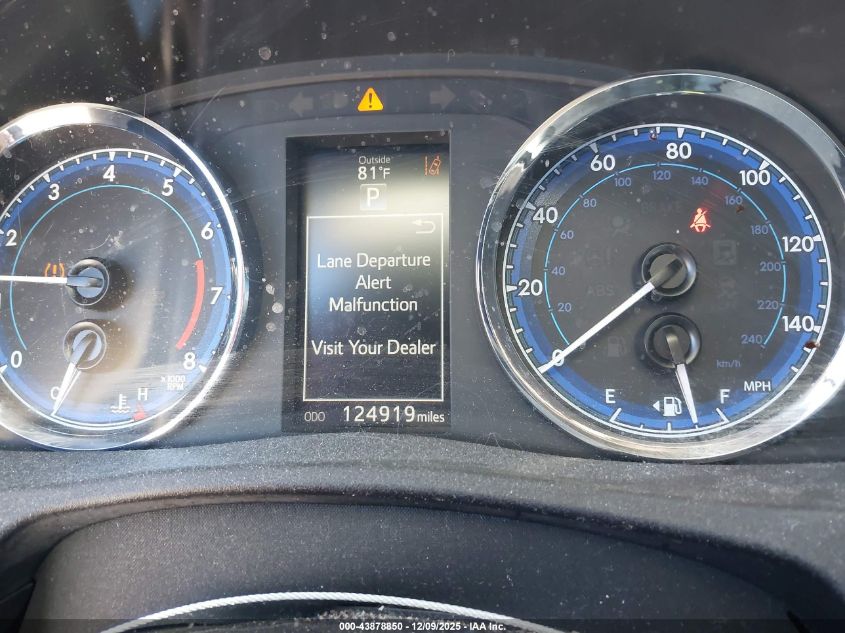 Outside
81°F
P
Lane Departure
Alert
Malfunction
Visit Your Dealer
ODO 124919 miles
0 2 3 4 5 6 7 8
x1000
RPM
H
0 20 40 60 80 100 120 140
20 40 60 80 100 120 140 160 180 200 220 240
km/h
MPH
ABS
E F
000-43878850 - 12/09/2025 - IAA Inc.